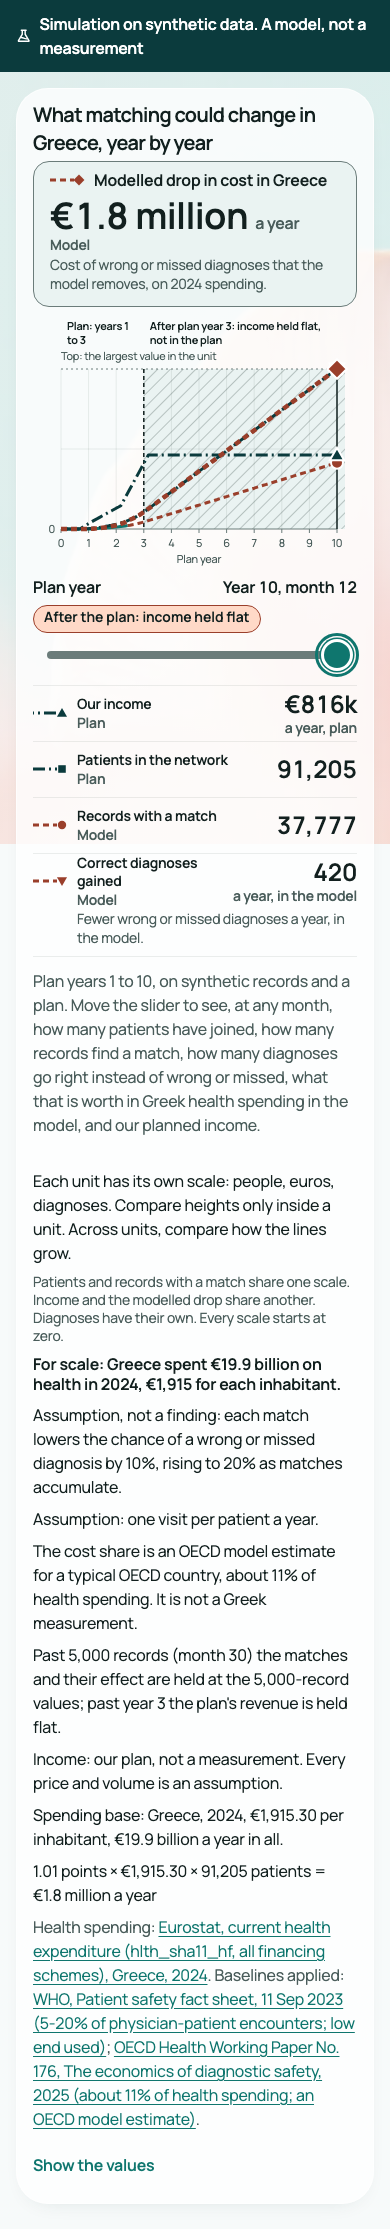 Simulation on synthetic data. A model, not a
measurement
What matching could change in
Greece, year by year
Modelled drop in cost in Greece
€1.8 million a year
Model
Cost of wrong or missed diagnoses that the
model removes, on 2024 spending.
Plan: years 1
to 3
After plan year 3: income held flat,
not in the plan
Top: the largest value in the unit
0
0 1 2 3 4 5 6 7 8 9 10
Plan year
Plan year Year 10, month 12
After the plan: income held flat
Our income €816k
Plan a year, plan
Patients in the network 91,205
Plan
Records with a match 37,777
Model
Correct diagnoses
gained 420
Model a year, in the model
Fewer wrong or missed diagnoses a year, in
the model.
Plan years 1 to 10, on synthetic records and a
plan. Move the slider to see, at any month,
how many patients have joined, how many
records find a match, how many diagnoses
go right instead of wrong or missed, what
that is worth in Greek health spending in the
model, and our planned income.
Each unit has its own scale: people, euros,
diagnoses. Compare heights only inside a
unit. Across units, compare how the lines
grow.
Patients and records with a match share one scale.
Income and the modelled drop share another.
Diagnoses have their own. Every scale starts at
zero.
For scale: Greece spent €19.9 billion on
health in 2024, €1,915 for each inhabitant.
Assumption, not a finding: each match
lowers the chance of a wrong or missed
diagnosis by 10%, rising to 20% as matches
accumulate.
Assumption: one visit per patient a year.
The cost share is an OECD model estimate
for a typical OECD country, about 11% of
health spending. It is not a Greek
measurement.
Past 5,000 records (month 30) the matches
and their effect are held at the 5,000-record
values; past year 3 the plan's revenue is held
flat.
Income: our plan, not a measurement. Every
price and volume is an assumption.
Spending base: Greece, 2024, €1,915.30 per
inhabitant, €19.9 billion a year in all.
1.01 points × €1,915.30 × 91,205 patients =
€1.8 million a year
Health spending: Eurostat, current health
expenditure (hlth_sha11_hf, all financing
schemes), Greece, 2024. Baselines applied:
WHO, Patient safety fact sheet, 11 Sep 2023
(5-20% of physician-patient encounters; low
end used); OECD Health Working Paper No.
176, The economics of diagnostic safety,
2025 (about 11% of health spending; an
OECD model estimate).
Show the values